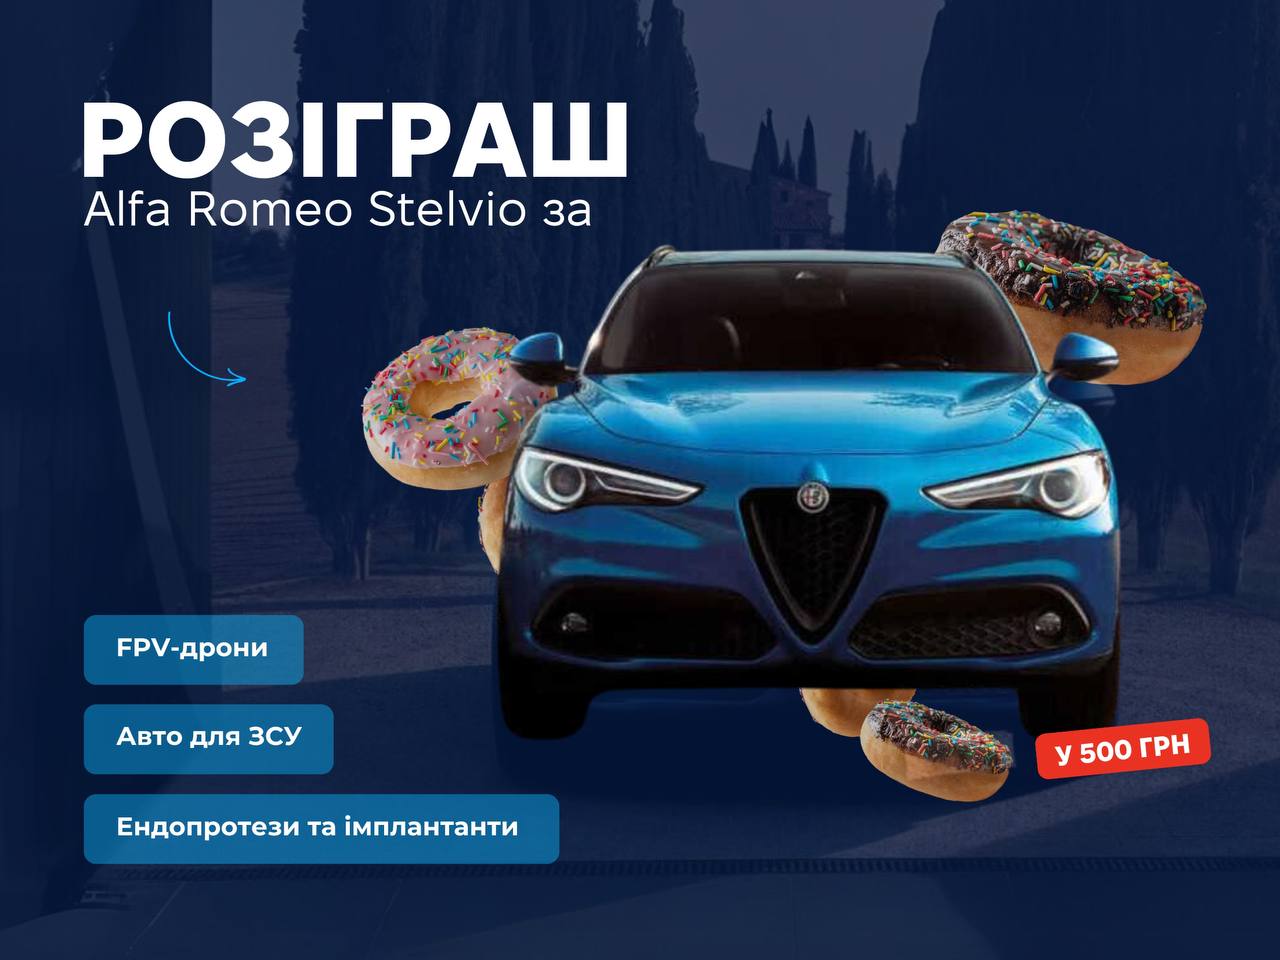 РОЗІГРАШ
Alfa Romeo Stelvio за
FPV-дрони
Авто для ЗСУ
Ендопротези та імплантанти
У 500 ГРН